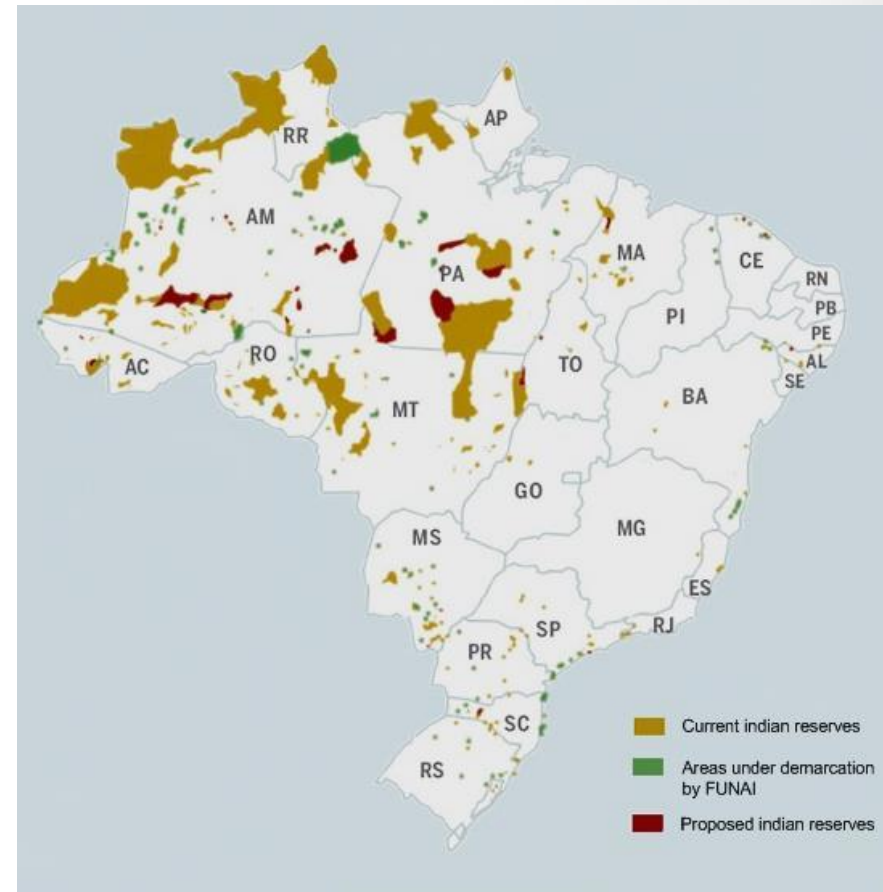 AP
RR
AM
MA
CE
PA
RN
PB
PI
PE
AL
RO
TO
AC
SE
BA
MT
GO
MG
MS
ES
SP
RJ
PR
SC
RS
Current indian reserves
Areas under demarcation
by FUNAI
Proposed indian reserves